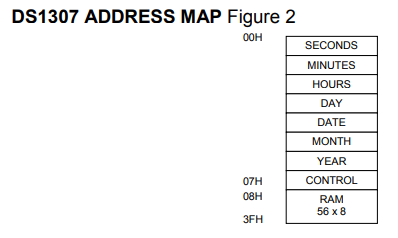 DS1307 ADDRESS MAP Figure 2
00H
SECONDS
MINUTES
HOURS
DAY
DATE
MONTH
YEAR
07H CONTROL
08H RAM
56 x 8
3FH